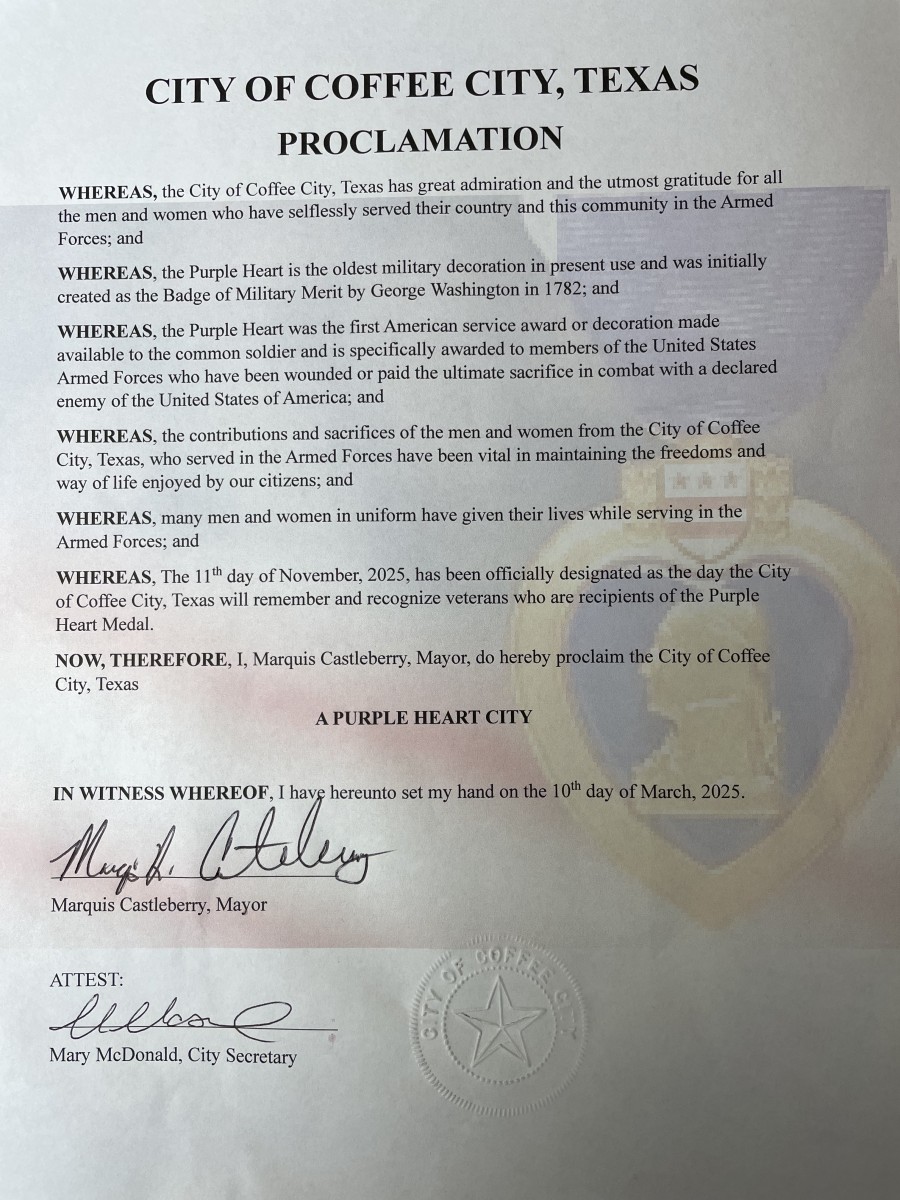 CITY OF COFFEE CITY, TEXAS
PROCLAMATION
WHEREAS, the City of Coffee City, Texas has great admiration and the utmost gratitude for all
the men and women who have selflessly served their country and this community in the Armed
Forces; and
WHEREAS, the Purple Heart is the oldest military decoration in present use and was initially
created as the Badge of Military Merit by George Washington in 1782; and
WHEREAS, the Purple Heart was the first American service award or decoration made
available to the common soldier and is specifically awarded to members of the United States
Armed Forces who have been wounded or paid the ultimate sacrifice in combat with a declared
enemy of the United States of America; and
WHEREAS, the contributions and sacrifices of the men and women from the City of Coffee
City, Texas, who served in the Armed Forces have been vital in maintaining the freedoms and
way of life enjoyed by our citizens; and
WHEREAS, many men and women in uniform have given their lives while serving in the
Armed Forces; and
WHEREAS, The 11th day of November, 2025, has been officially designated as the day the City
of Coffee City, Texas will remember and recognize veterans who are recipients of the Purple
Heart Medal.
NOW, THEREFORE, I, Marquis Castleberry, Mayor, do hereby proclaim the City of Coffee
City, Texas
A PURPLE HEART CITY
IN WITNESS WHEREOF, I have hereunto set my hand on the 10th day of March, 2025.
Marquis Castleberry, Mayor
ATTEST:
Mary McDonald, City Secretary
CITY OF COFFEE CITY